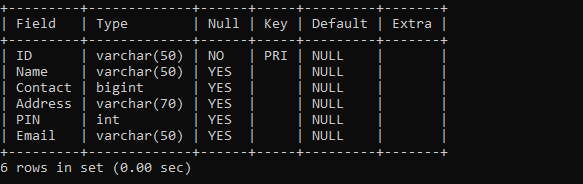 +---------+-------------+------+-----+---------+-------+
| Field   | Type        | Null | Key | Default | Extra |
+---------+-------------+------+-----+---------+-------+
| ID      | varchar(50) | NO   | PRI | NULL    |       |
| Name    | varchar(50) | YES  |     | NULL    |       |
| Contact | bigint      | YES  |     | NULL    |       |
| Address | varchar(70) | YES  |     | NULL    |       |
| PIN     | int         | YES  |     | NULL    |       |
| Email   | varchar(50) | YES  |     | NULL    |       |
+---------+-------------+------+-----+---------+-------+
6 rows in set (0.00 sec)